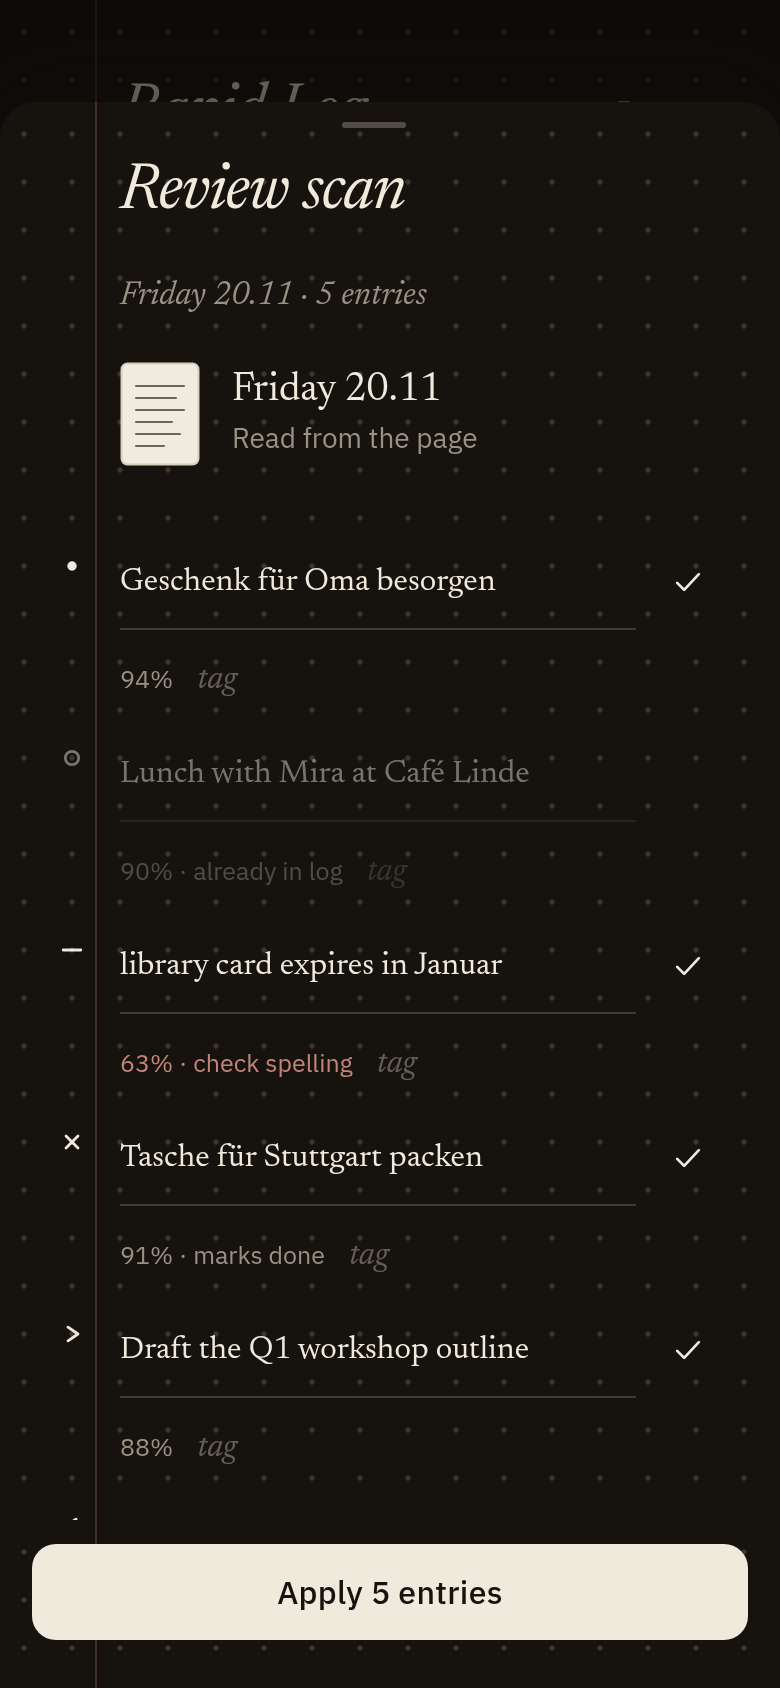 Rapid Log
Review scan
Friday 20.11 · 5 entries
Friday 20.11
Read from the page
Geschenk für Oma besorgen
94% tag
Lunch with Mira at Café Linde
90% · already in log tag
library card expires in Januar
63% · check spelling tag
Tasche für Stuttgart packen
91% · marks done tag
Draft the Q1 workshop outline
88% tag
Apply 5 entries